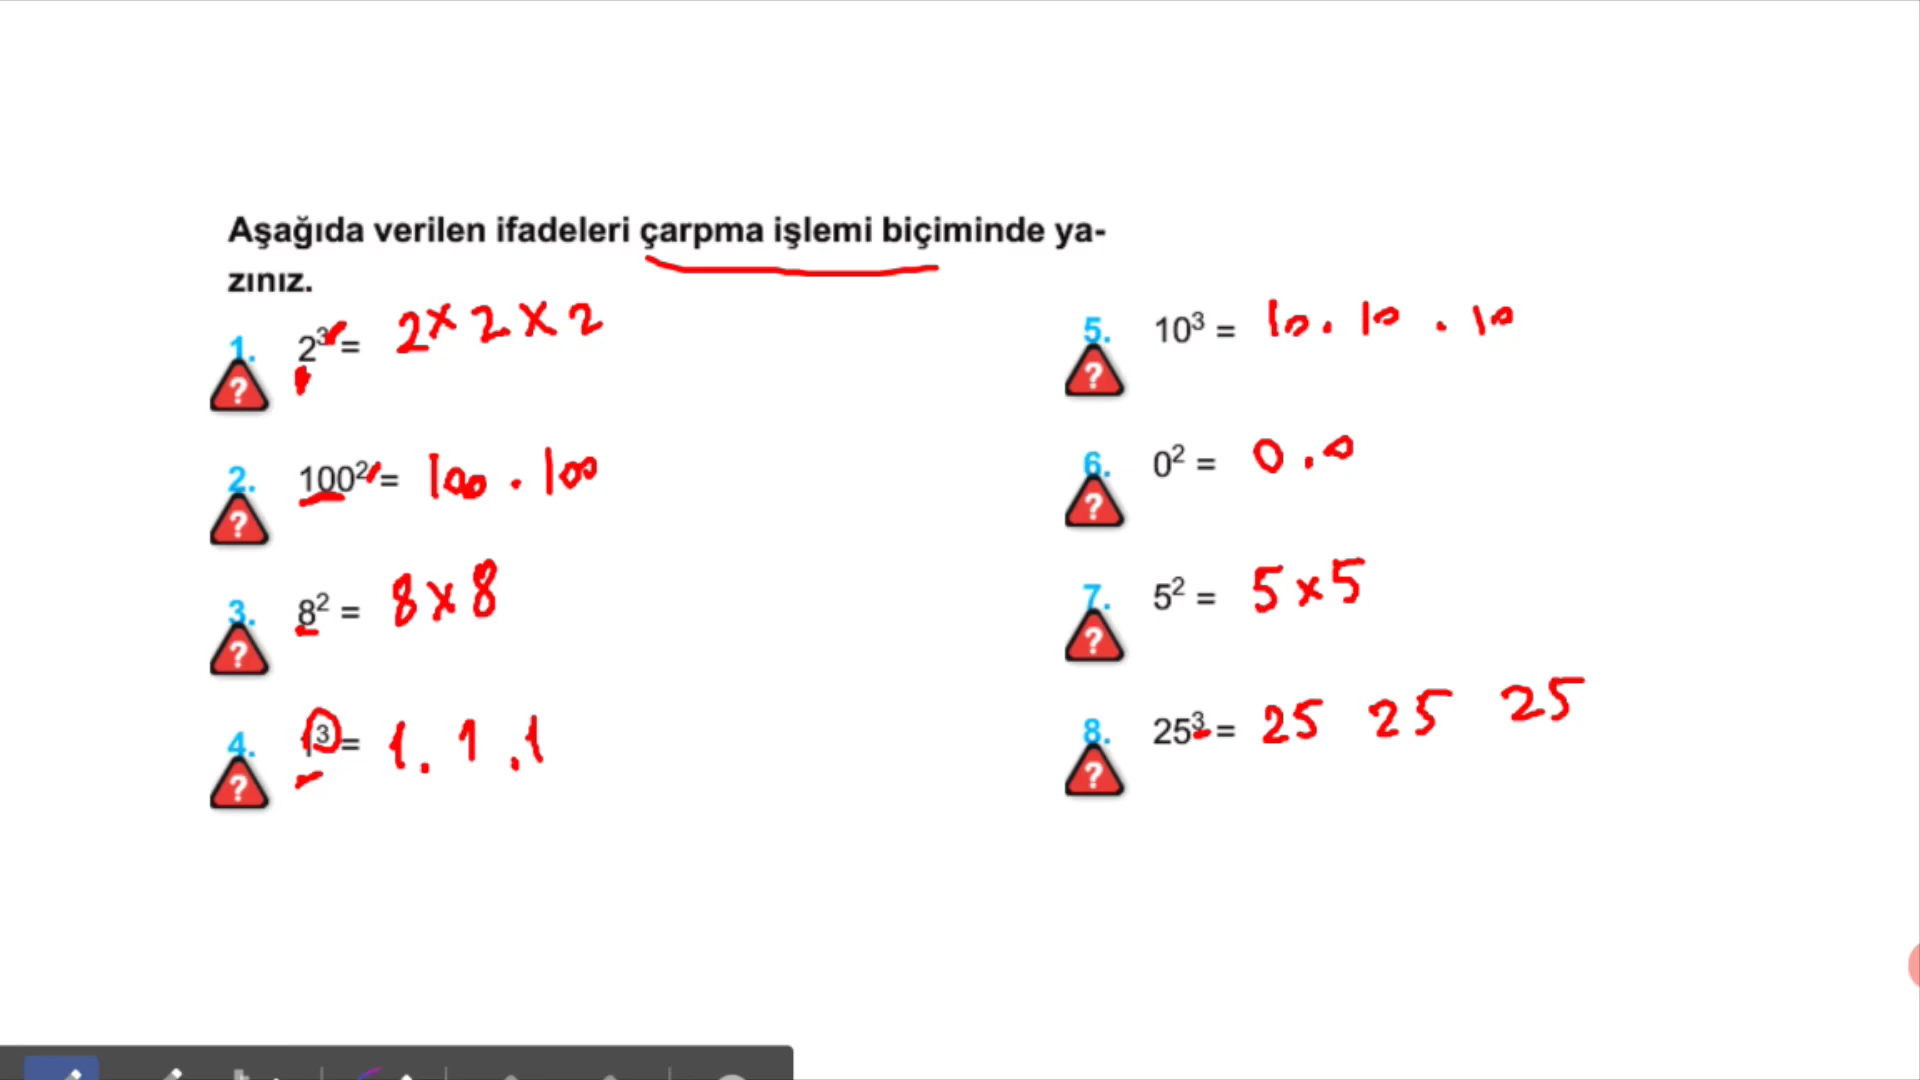 Aşağıda verilen ifadeleri çarpma işlemi biçiminde ya-
zınız.
1. 2³ = 2 x 2 x 2
?
2. 100² = 100 . 100
?
3. 8² = 8 x 8
?
4. 1³ = 1 . 1 . 1
?
5. 10³ = 10 . 10 . 10
?
6. 0² = 0 . 0
?
7. 5² = 5 x 5
?
8. 25³ = 25 25 25
?